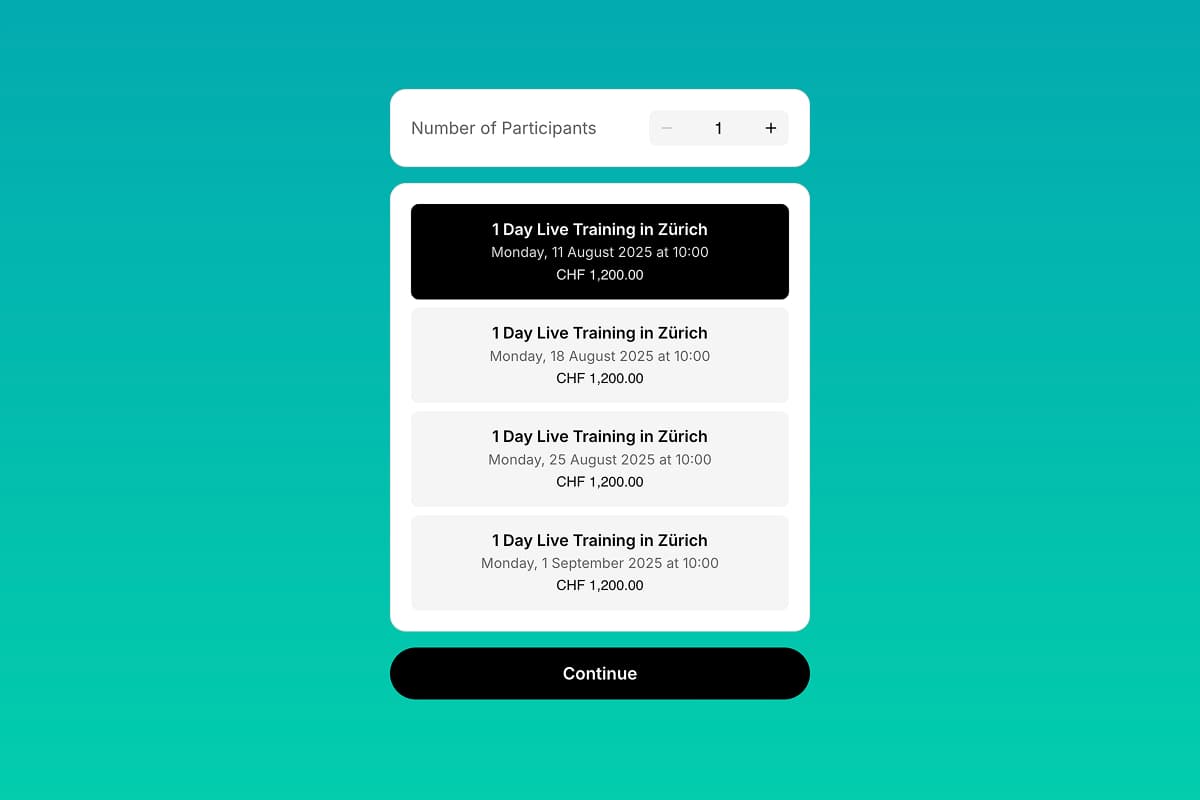 Number of Participants
− 1 +
1 Day Live Training in Zürich
Monday, 11 August 2025 at 10:00
CHF 1,200.00
1 Day Live Training in Zürich
Monday, 18 August 2025 at 10:00
CHF 1,200.00
1 Day Live Training in Zürich
Monday, 25 August 2025 at 10:00
CHF 1,200.00
1 Day Live Training in Zürich
Monday, 1 September 2025 at 10:00
CHF 1,200.00
Continue